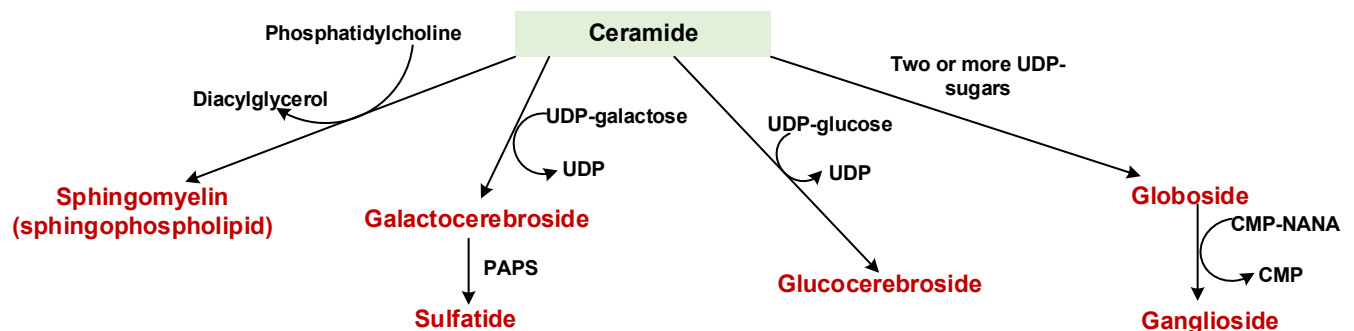 Phosphatidylcholine
Ceramide
Two or more UDP-
sugars
Diacylglycerol
UDP-galactose
UDP
UDP-glucose
UDP
Sphingomyelin
(sphingophospholipid)
Galactocerebroside
Globoside
PAPS
CMP-NANA
CMP
Glucocerebroside
Sulfatide
Ganglioside